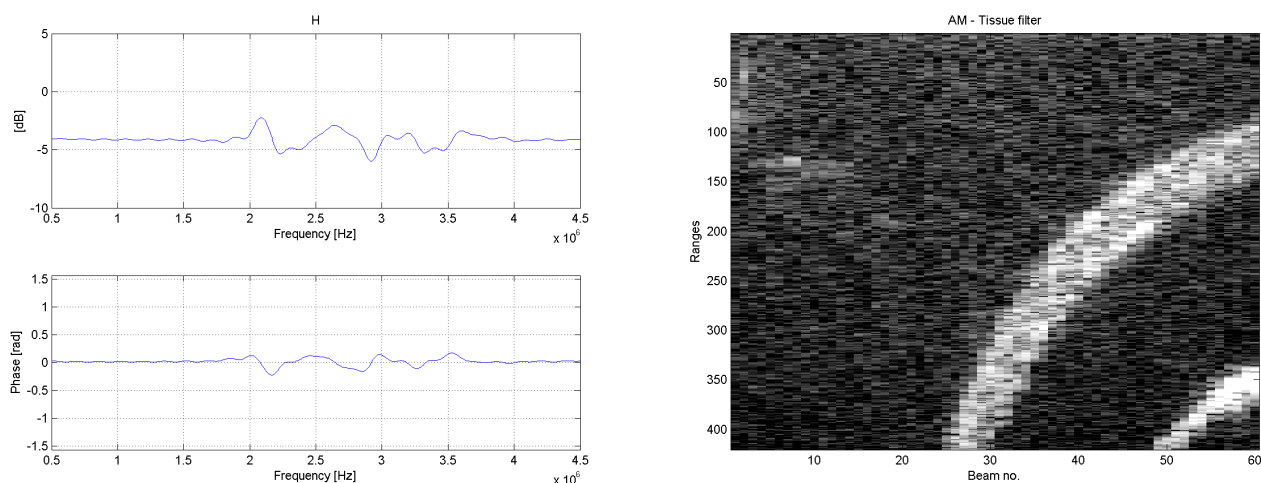 H
5
0
-5
-10
[dB]
0.5 1 1.5 2 2.5 3 3.5 4 4.5
Frequency [Hz]
x 10^6
1.5
1
0.5
0
-0.5
-1
-1.5
Phase [rad]
0.5 1 1.5 2 2.5 3 3.5 4 4.5
Frequency [Hz]
x 10^6
AM - Tissue filter
50
100
150
200
250
300
350
400
Ranges
10 20 30 40 50 60
Beam no.